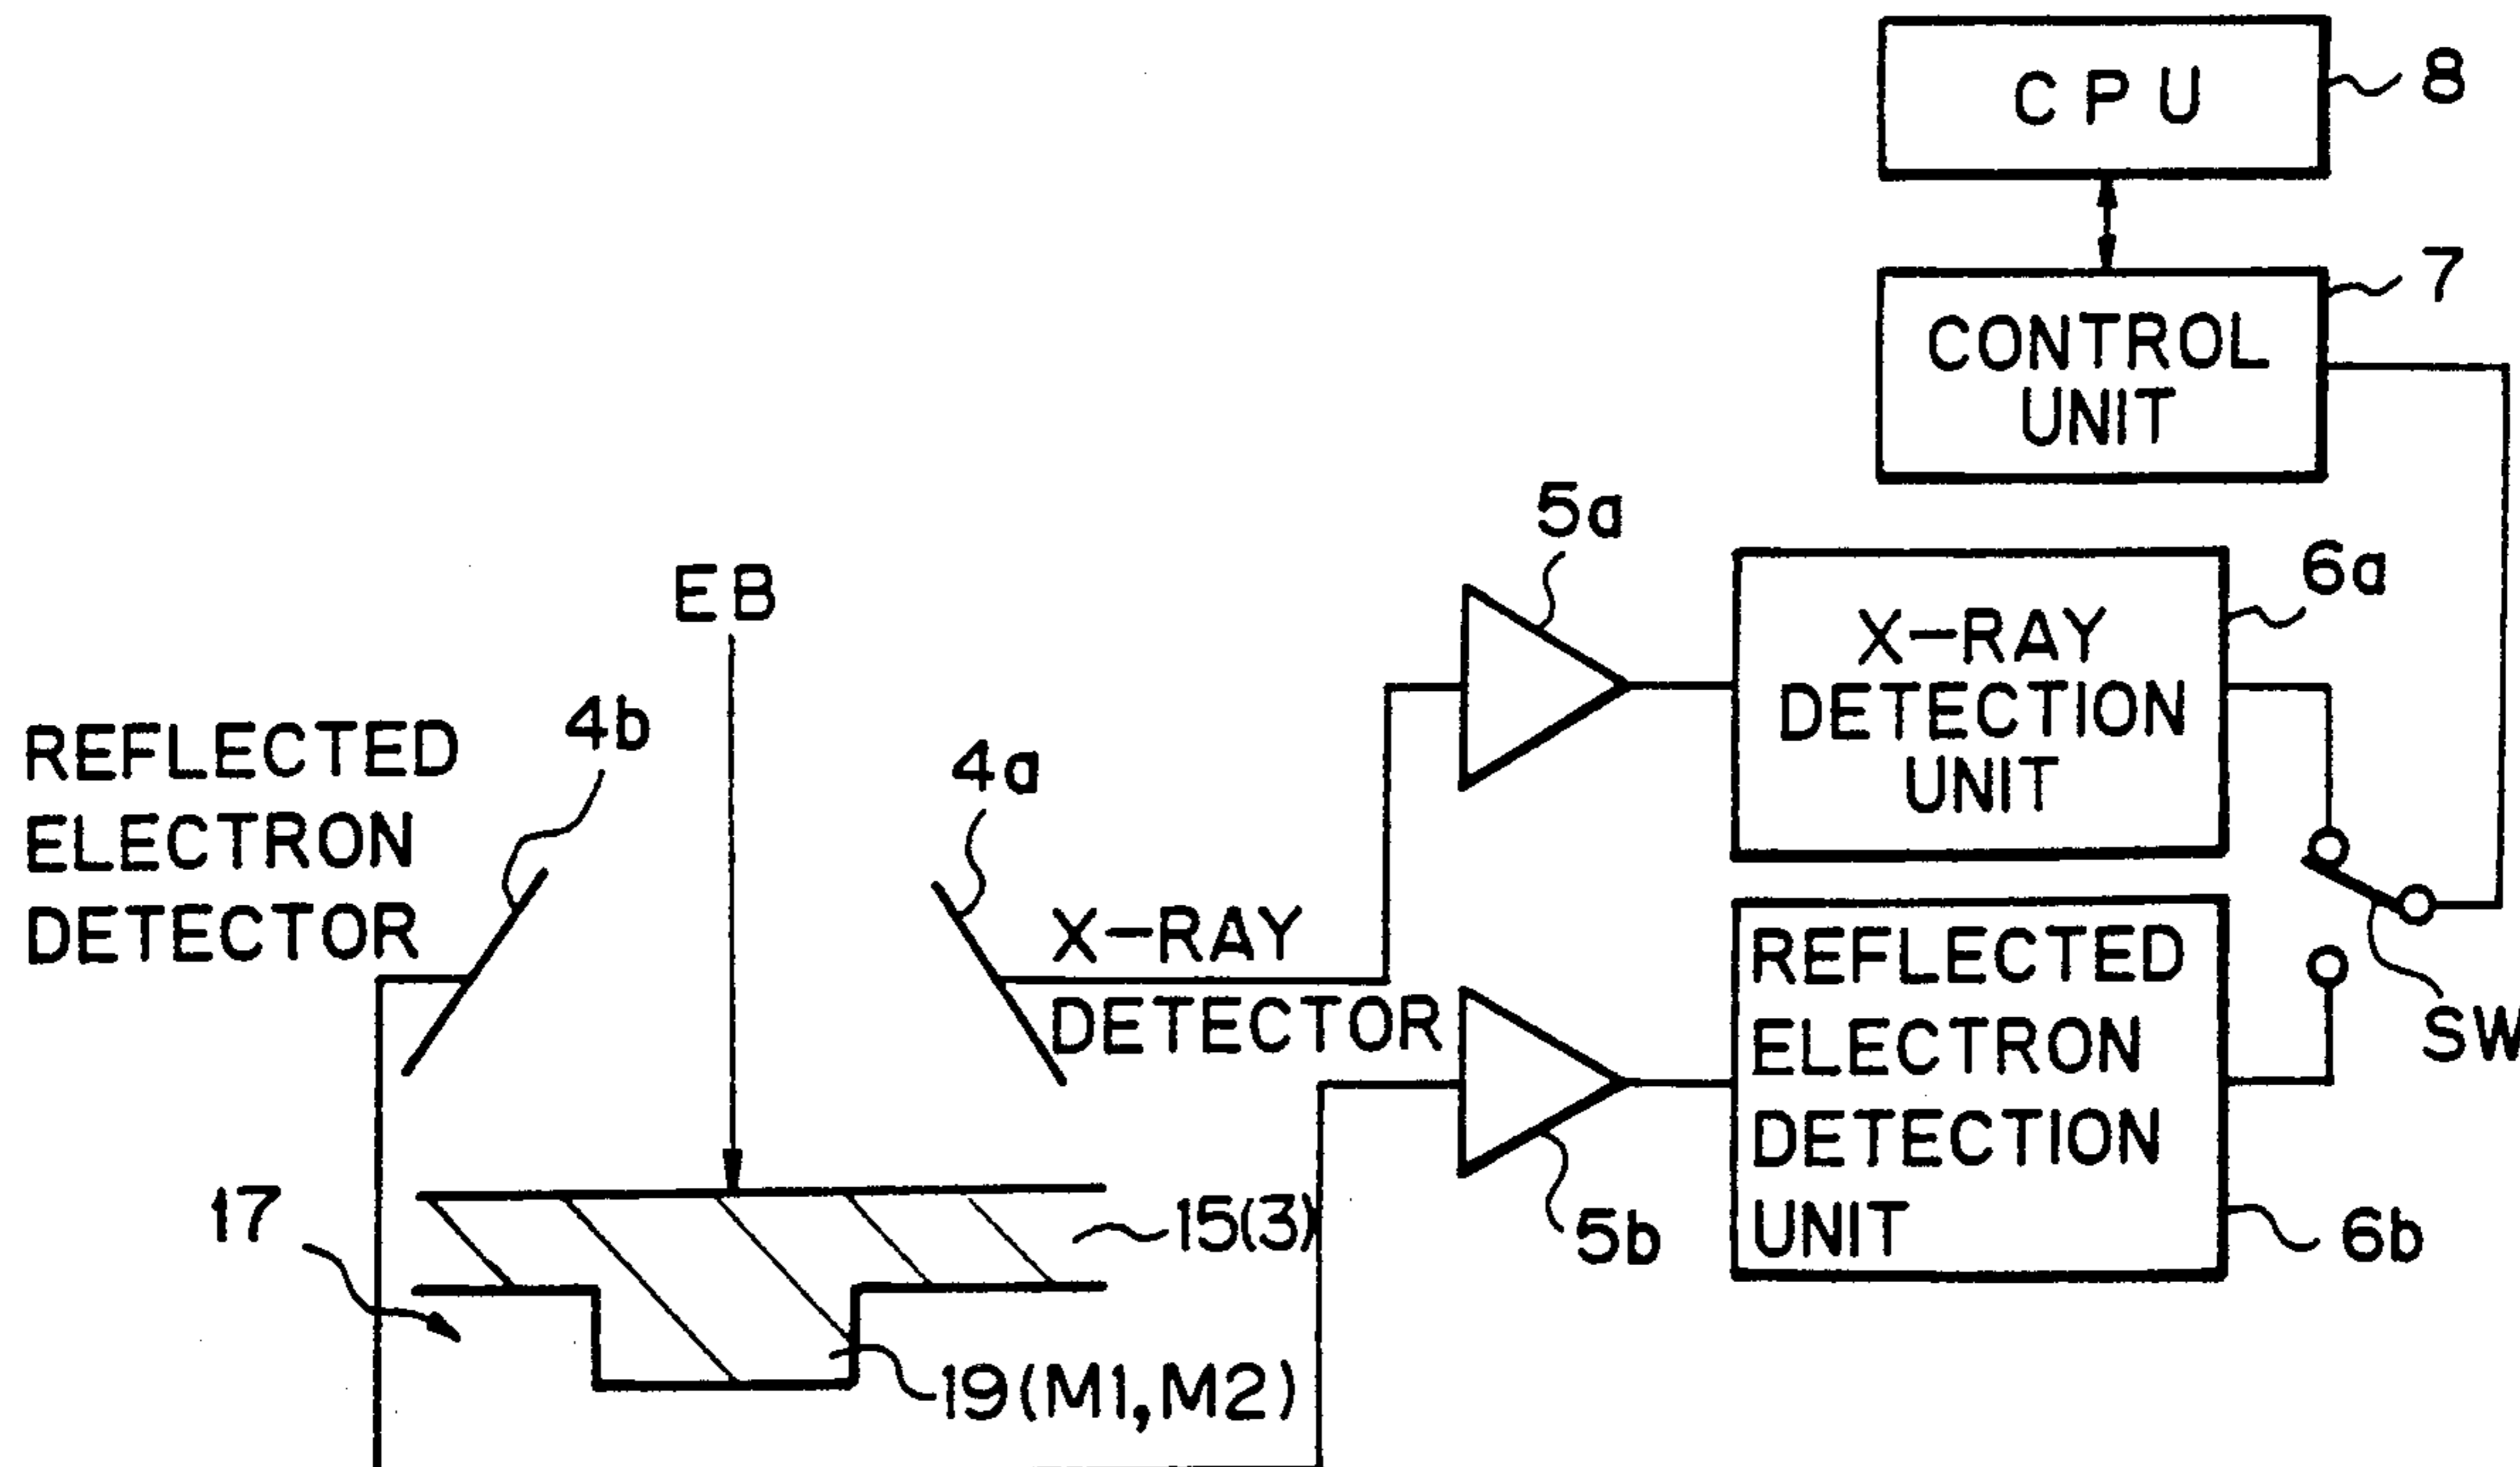 CPU
8
7
CONTROL
UNIT
5a
6a
EB
X-RAY
DETECTION
UNIT
4b
REFLECTED
ELECTRON
DETECTOR
4a
X-RAY
DETECTOR
REFLECTED
ELECTRON
DETECTION
UNIT
SW
17
15(3)
5b
6b
19(M1,M2)